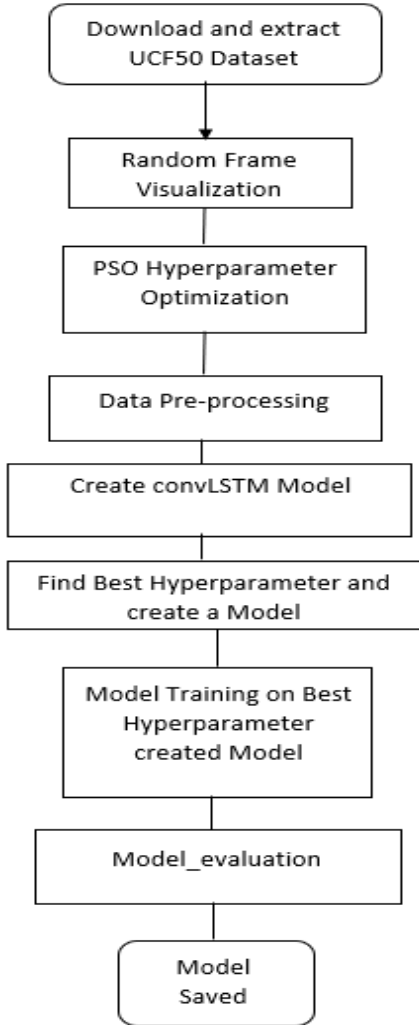 Download and extract
UCF50 Dataset
Random Frame
Visualization
PSO Hyperparameter
Optimization
Data Pre-processing
Create convLSTM Model
Find Best Hyperparameter and
create a Model
Model Training on Best
Hyperparameter
created Model
Model_evaluation
Model
Saved